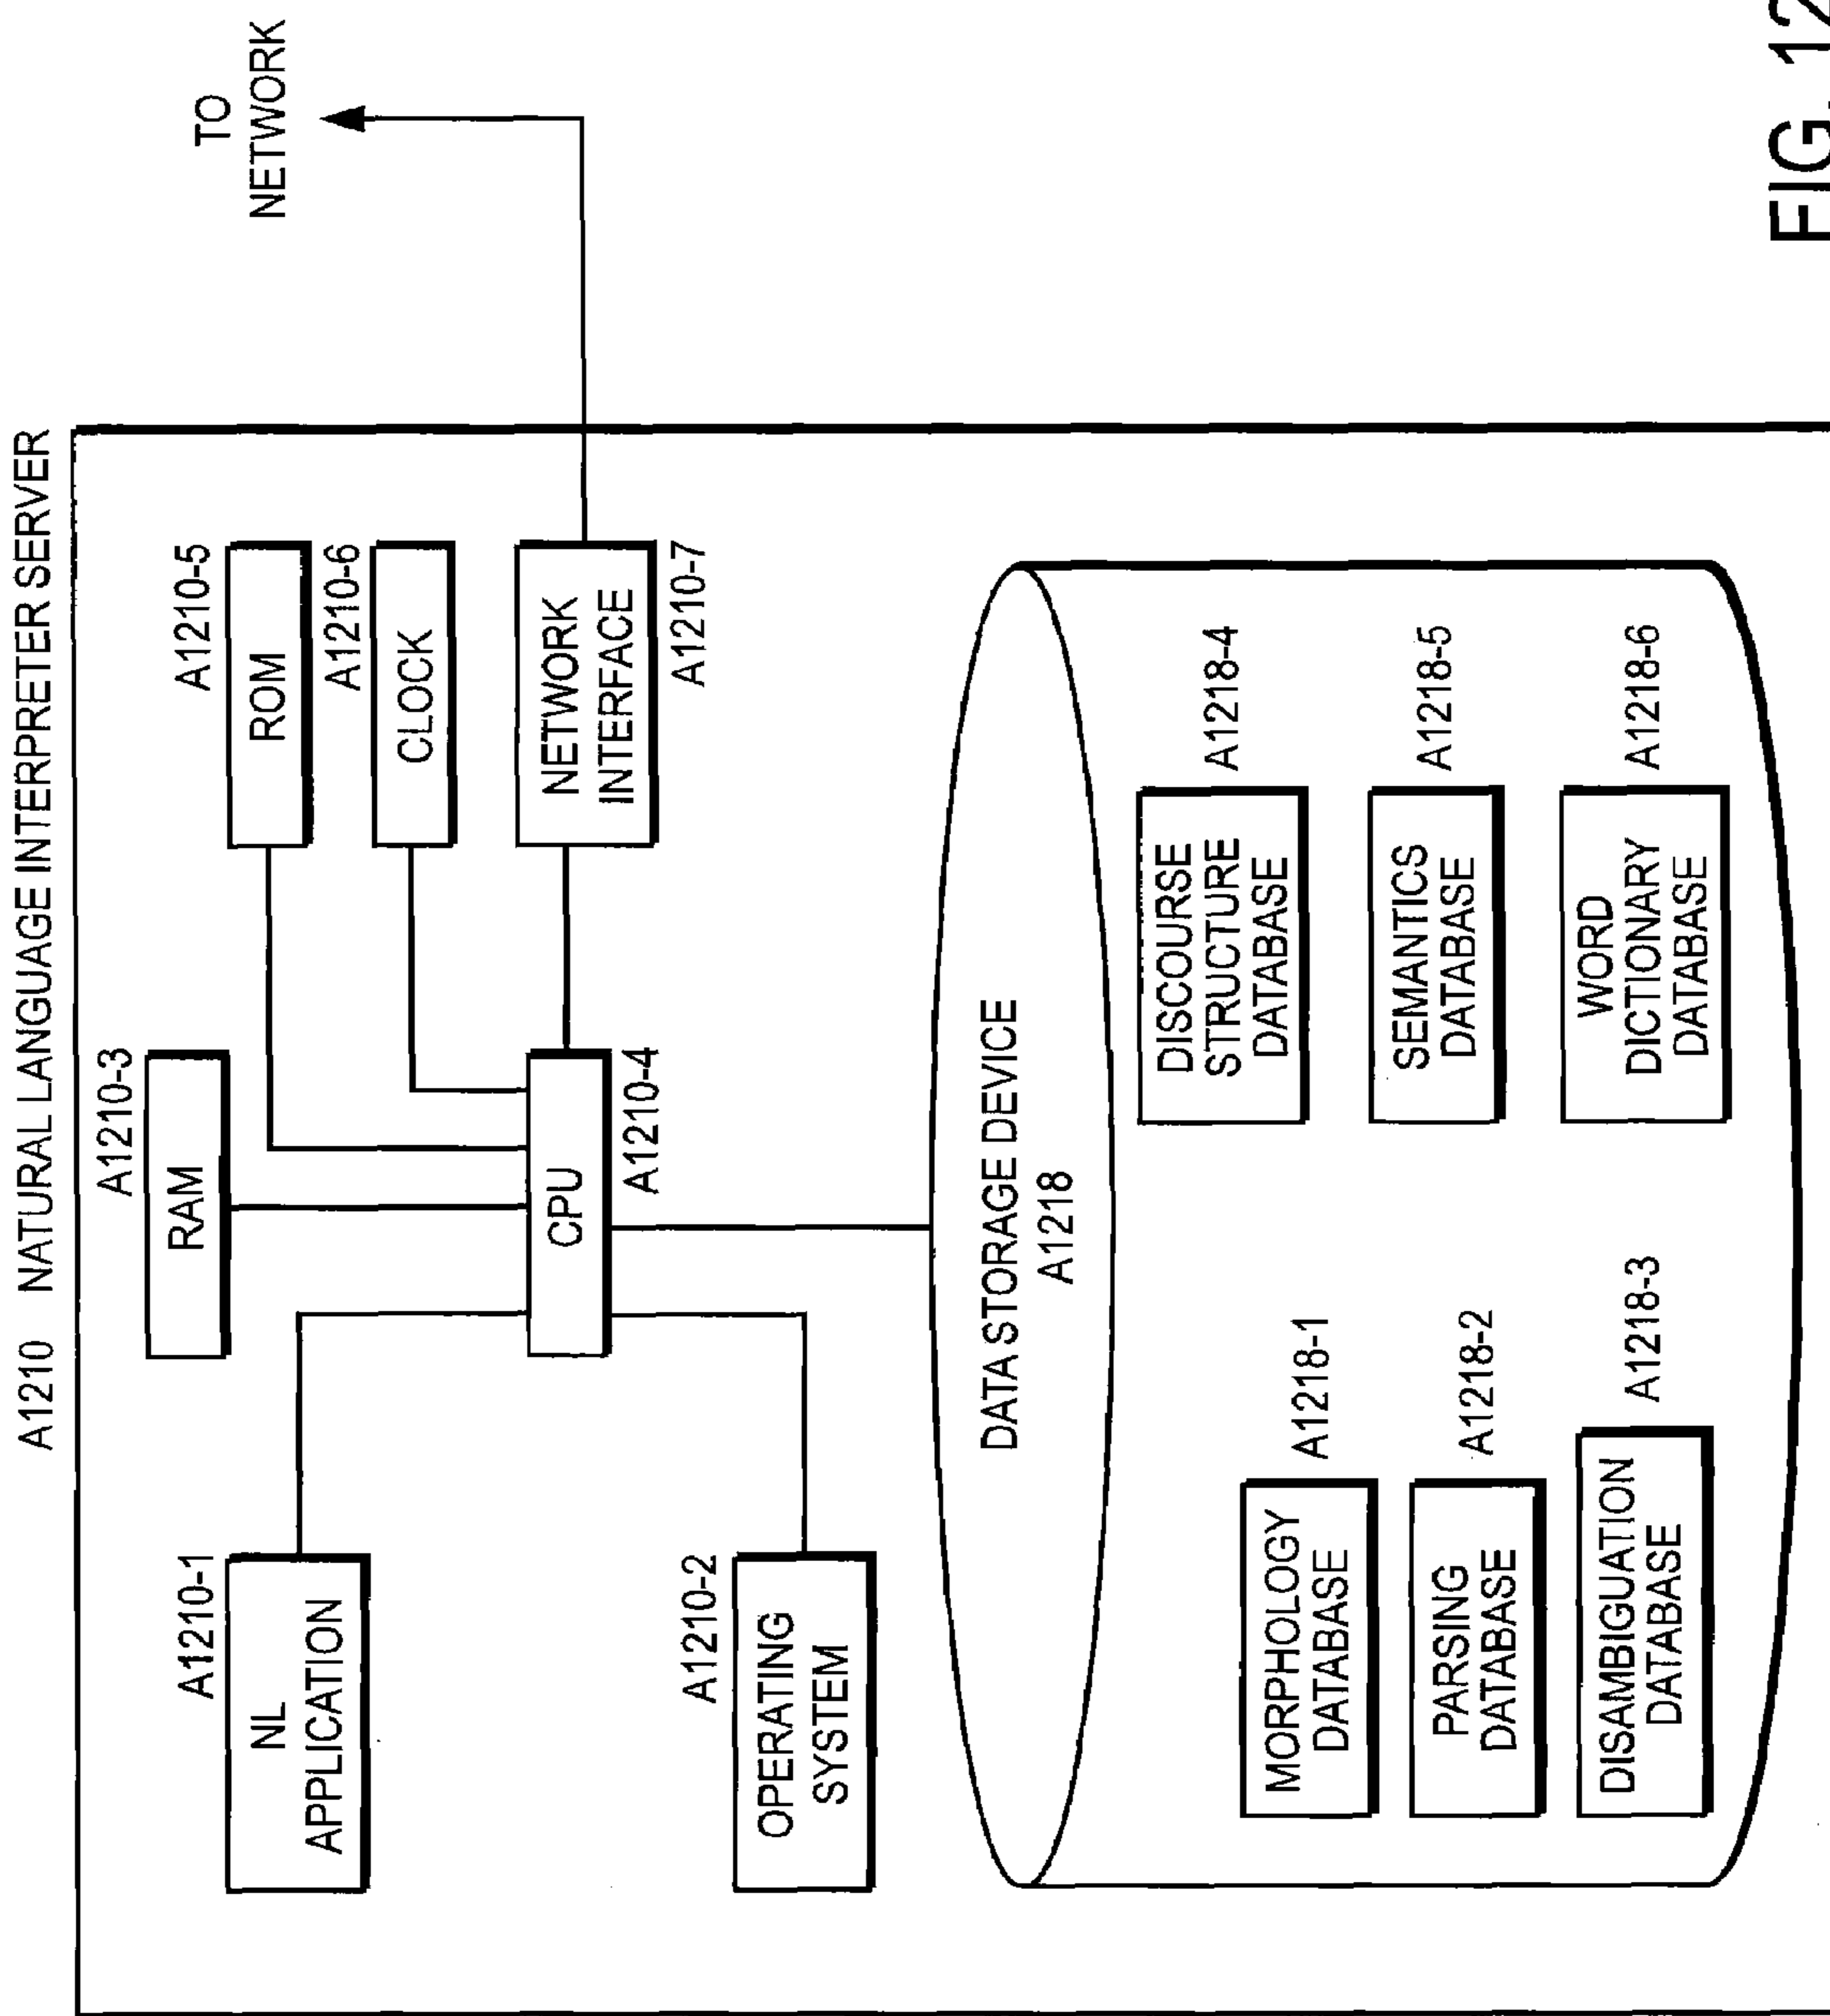 A1210 NATURAL LANGUAGE INTERPRETER SERVER
TO
NETWORK
A1210-1
NL
APPLICATION
A1210-2
OPERATING
SYSTEM
A1210-3
RAM
CPU
A1210-4
A1210-5
ROM
A1210-6
CLOCK
NETWORK
INTERFACE
A1210-7
DATA STORAGE DEVICE
A1218
MORPHOLOGY
DATABASE
A1218-1
PARSING
DATABASE
A1218-2
DISAMBIGUATION
DATABASE
A1218-3
DISCOURSE
STRUCTURE
DATABASE
A1218-4
SEMANTICS
DATABASE
A1218-5
WORD
DICTIONARY
DATABASE
A1218-6
FIG. 12